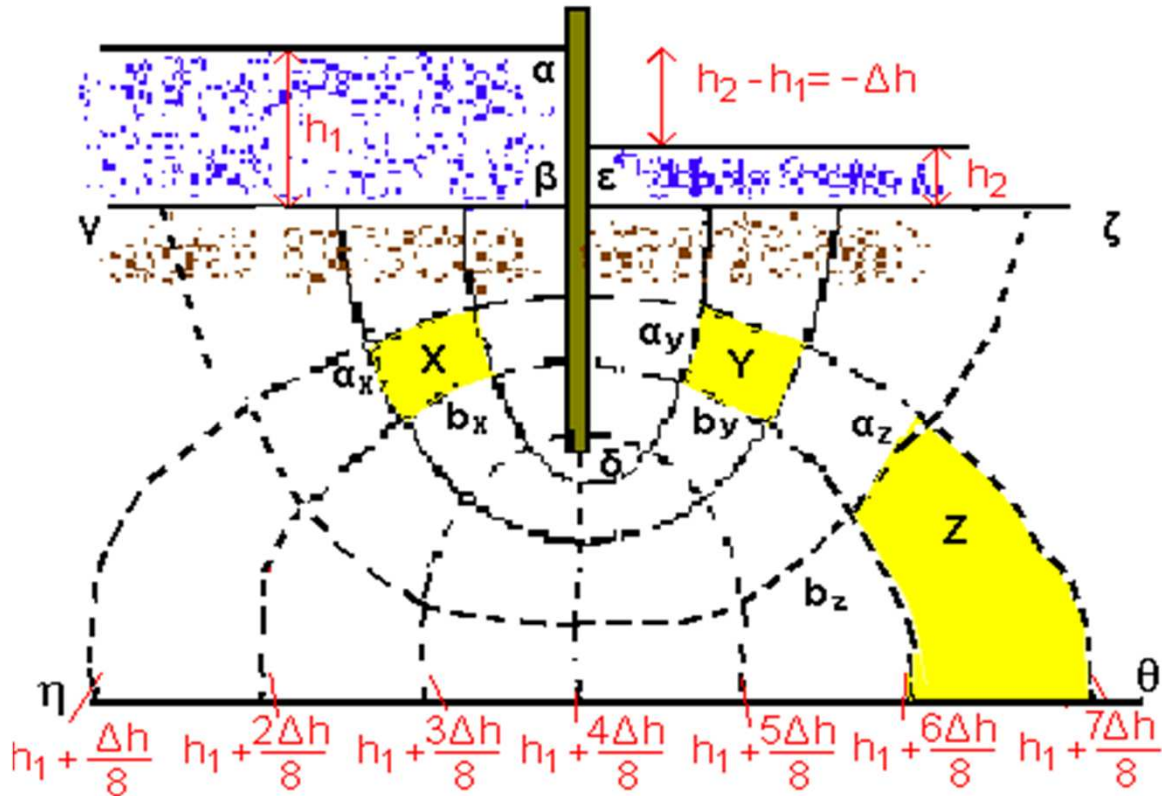 α
h₂ - h₁ = -Δh
h₁
β ε
h₂
γ
ζ
αy
X
Y
αx
bx
by
αz
δ
Z
bz
η
θ
h₁ + Δh/8
h₁ + 2Δh/8
h₁ + 3Δh/8
h₁ + 4Δh/8
h₁ + 5Δh/8
h₁ + 6Δh/8
h₁ + 7Δh/8